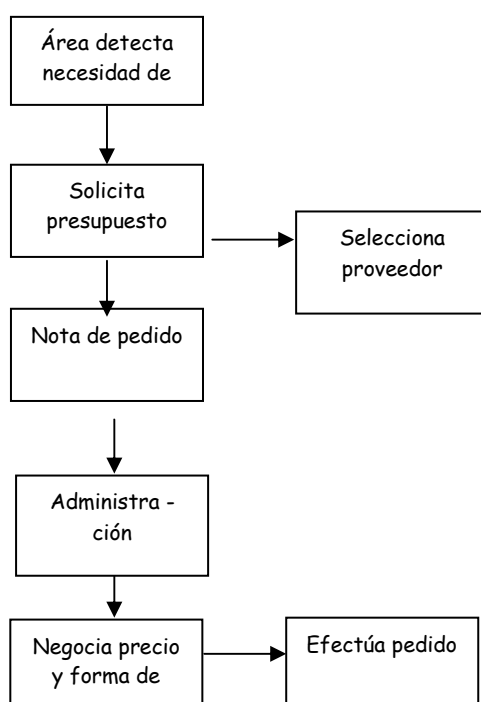 Área detecta
necesidad de
Solicita
presupuesto
Selecciona
proveedor
Nota de pedido
Administra -
ción
Negocia precio
y forma de
Efectúa pedido